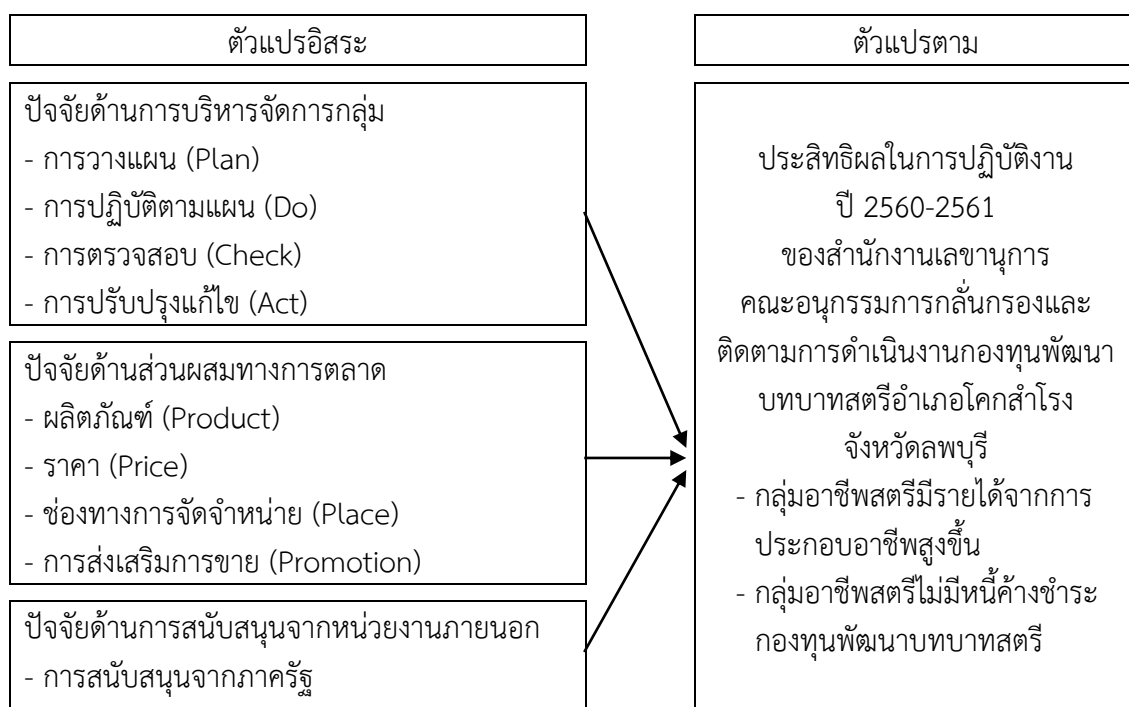 ตัวแปรอิสระ
ปัจจัยด้านการบริหารจัดการกลุ่ม
- การวางแผน (Plan)
- การปฏิบัติตามแผน (Do)
- การตรวจสอบ (Check)
- การปรับปรุงแก้ไข (Act)
ปัจจัยด้านส่วนผสมทางการตลาด
- ผลิตภัณฑ์ (Product)
- ราคา (Price)
- ช่องทางการจัดจำหน่าย (Place)
- การส่งเสริมการขาย (Promotion)
ปัจจัยด้านการสนับสนุนจากหน่วยงานภายนอก
- การสนับสนุนจากภาครัฐ
ตัวแปรตาม
ประสิทธิผลในการปฏิบัติงาน
ปี 2560-2561
ของสำนักงานเลขานุการ
คณะอนุกรรมการกลั่นกรองและ
ติดตามการดำเนินงานกองทุนพัฒนา
บทบาทสตรีอำเภอโคกสำโรง
จังหวัดลพบุรี
- กลุ่มอาชีพสตรีมีรายได้จากการ
ประกอบอาชีพสูงขึ้น
- กลุ่มอาชีพสตรีไม่มีหนี้ค้างชำระ
กองทุนพัฒนาบทบาทสตรี